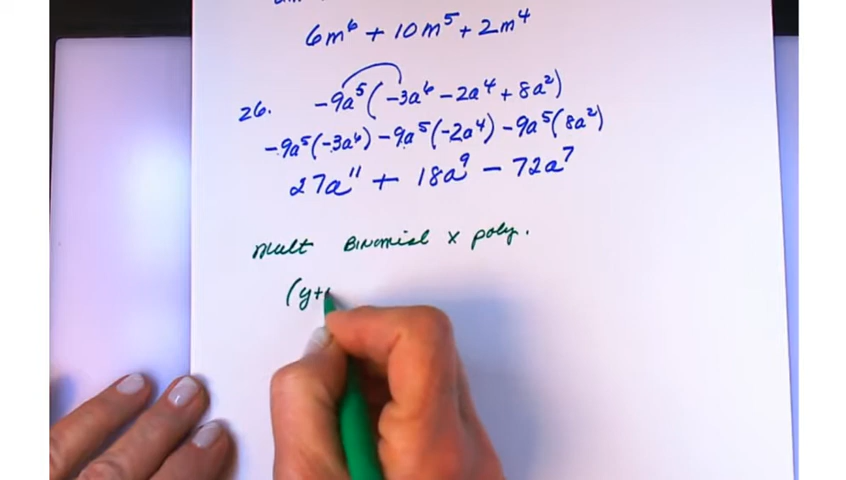 6m⁶ + 10m⁵ + 2m⁴
26. -9a⁵(-3a⁶ - 2a⁴ + 8a²)
-9a⁵(-3a⁶) - 9a⁵(-2a⁴) - 9a⁵(8a²)
27a¹¹ + 18a⁹ - 72a⁷
mult BINOMIAL x poly.
(y+